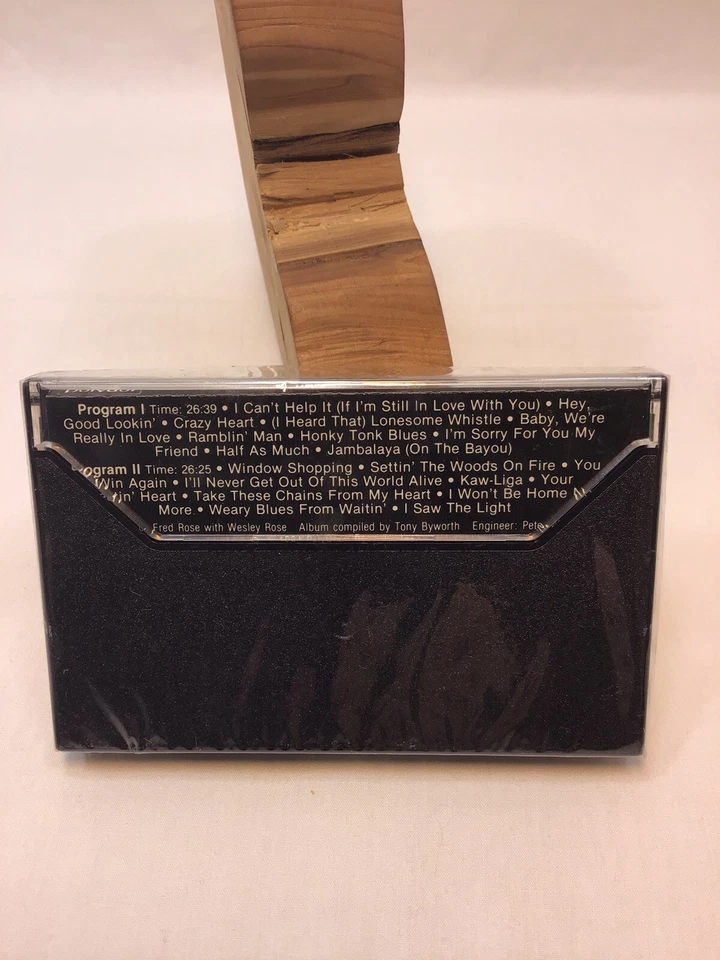 Program I Time: 26:39 • I Can't Help It (If I'm Still In Love With You) • Hey,
Good Lookin' • Crazy Heart • (I Heard That) Lonesome Whistle • Baby, We're
Really In Love • Ramblin' Man • Honky Tonk Blues • I'm Sorry For You My
Friend • Half As Much • Jambalaya (On The Bayou)
ogram II Time: 26:25 • Window Shopping • Settin' The Woods On Fire • You
Win Again • I'll Never Get Out Of This World Alive • Kaw-Liga • Your
tin' Heart • Take These Chains From My Heart • I Won't Be Home N
More • Weary Blues From Waitin' • I Saw The Light
Fred Rose with Wesley Rose Album compiled by Tony Byworth Engineer: Pete